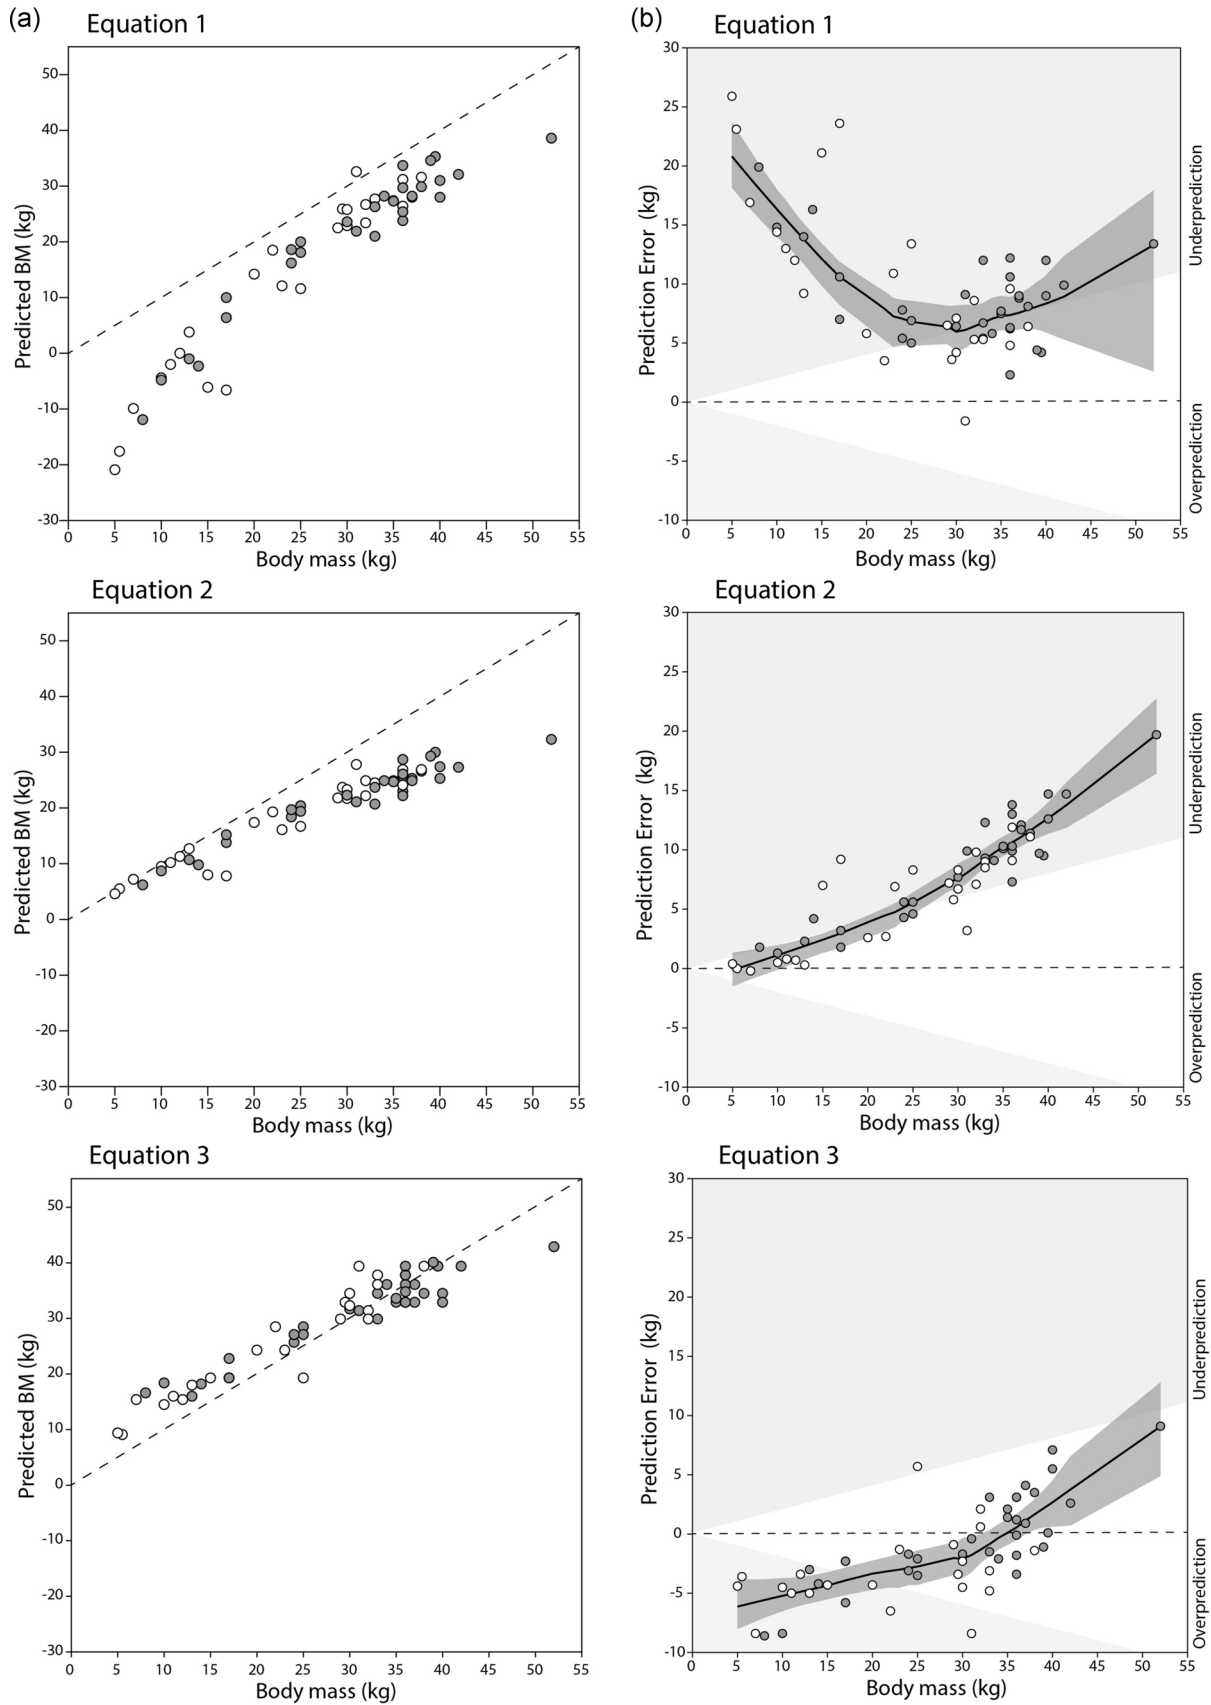 (a) Equation 1
Predicted BM (kg)
50
40
30
20
10
0
-10
-20
-30
0 5 10 15 20 25 30 35 40 45 50 55
Body mass (kg)
(b) Equation 1
Prediction Error (kg)
30
25
20
15
10
5
0
-5
-10
0 5 10 15 20 25 30 35 40 45 50 55
Body mass (kg)
Underprediction
Overprediction
Equation 2
Predicted BM (kg)
50
40
30
20
10
0
-10
-20
-30
0 5 10 15 20 25 30 35 40 45 50 55
Body mass (kg)
Equation 2
Prediction Error (kg)
30
25
20
15
10
5
0
-5
-10
0 5 10 15 20 25 30 35 40 45 50 55
Body mass (kg)
Underprediction
Overprediction
Equation 3
Predicted BM (kg)
50
40
30
20
10
0
-10
-20
-30
0 5 10 15 20 25 30 35 40 45 50 55
Body mass (kg)
Equation 3
Prediction Error (kg)
30
25
20
15
10
5
0
-5
-10
0 5 10 15 20 25 30 35 40 45 50 55
Body mass (kg)
Underprediction
Overprediction